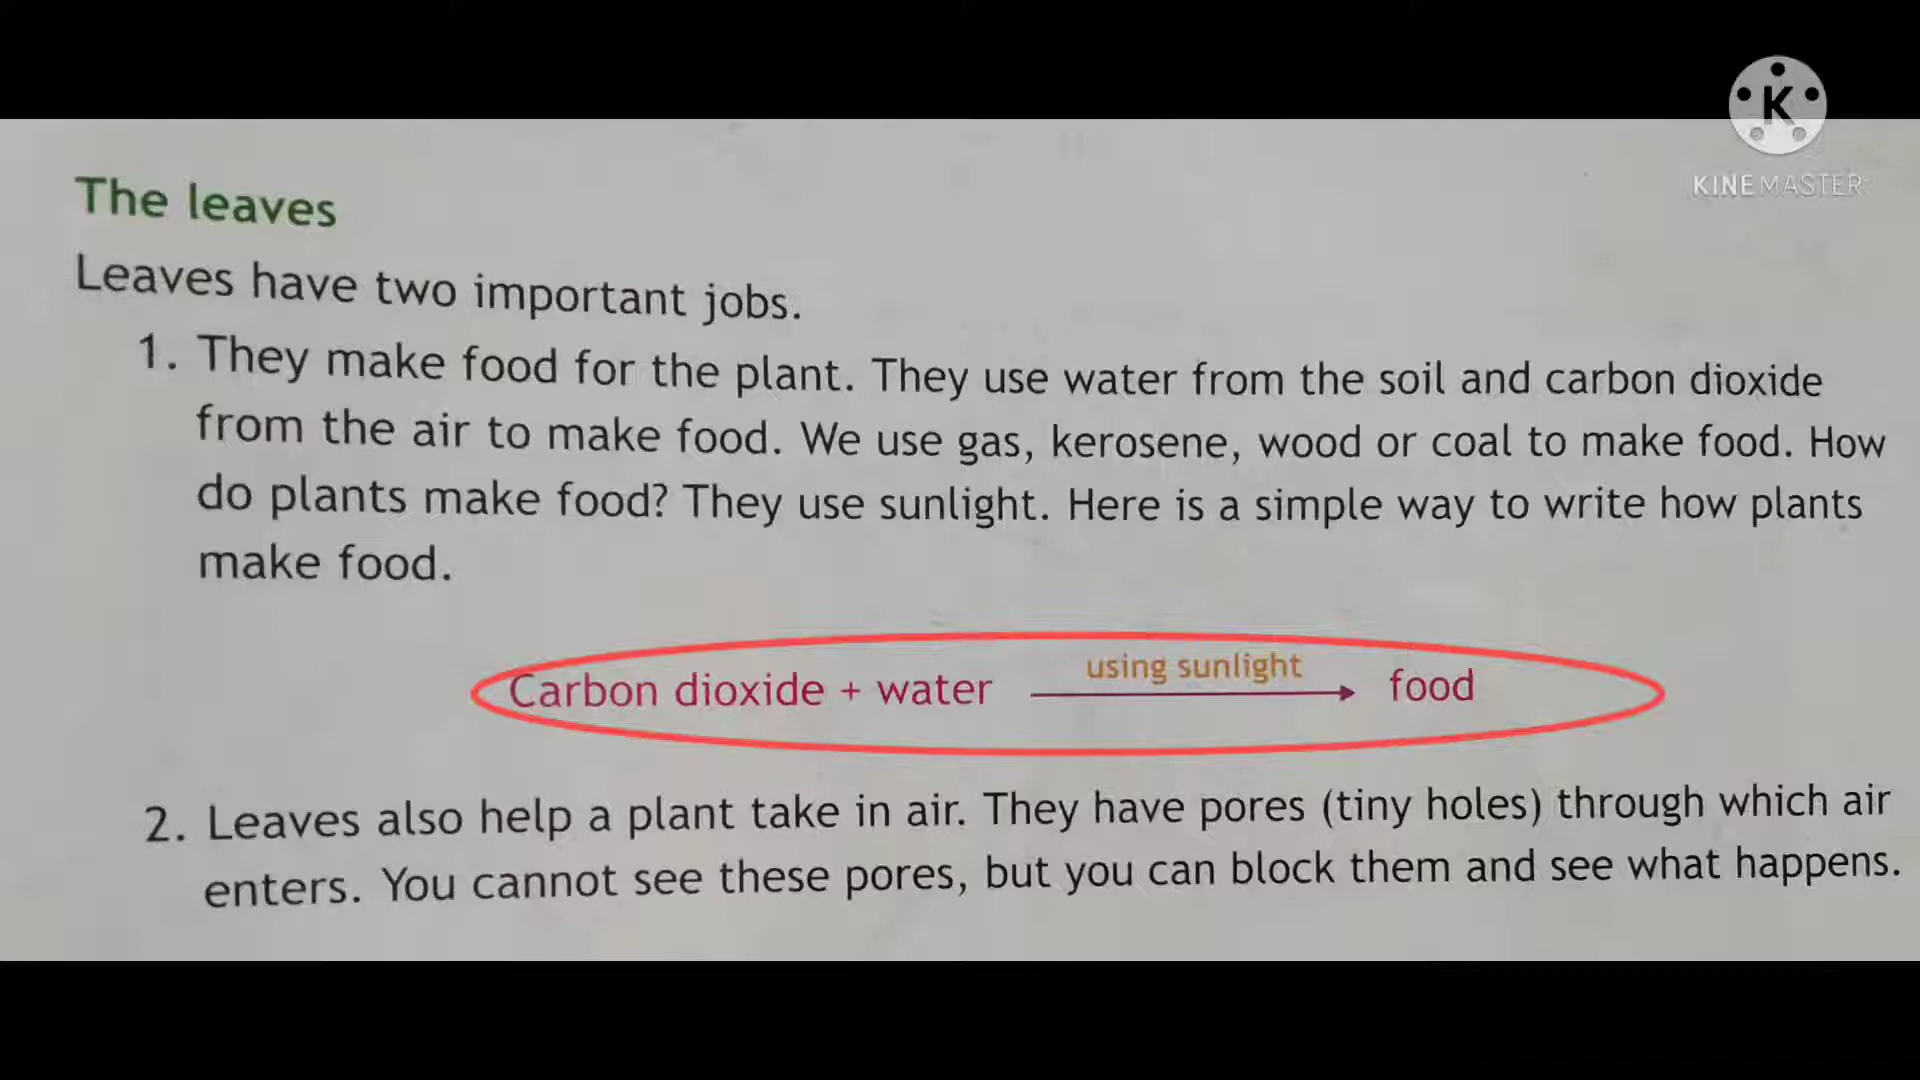 K
KINEMASTER
The leaves
Leaves have two important jobs.
1. They make food for the plant. They use water from the soil and carbon dioxide
from the air to make food. We use gas, kerosene, wood or coal to make food. How
do plants make food? They use sunlight. Here is a simple way to write how plants
make food.
using sunlight
Carbon dioxide + water → food
2. Leaves also help a plant take in air. They have pores (tiny holes) through which air
enters. You cannot see these pores, but you can block them and see what happens.